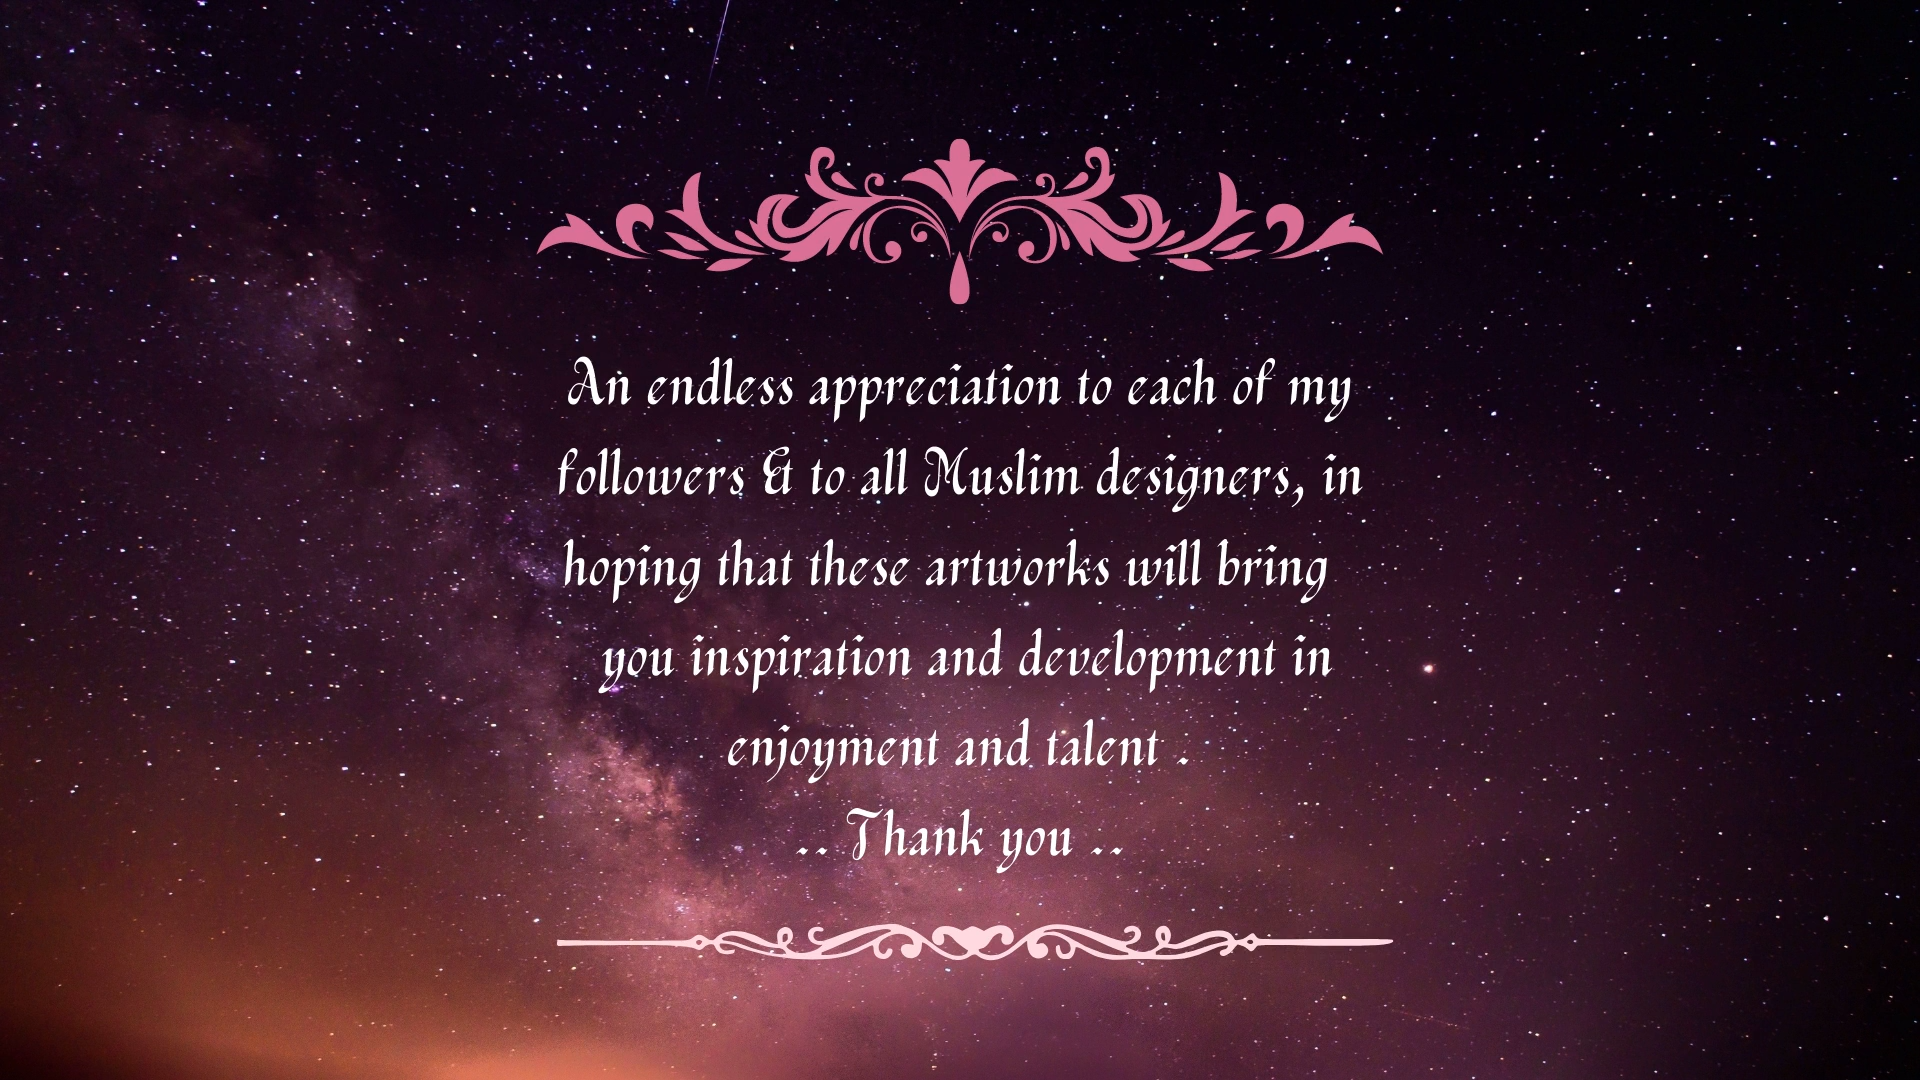 An endless appreciation to each of my
followers & to all Muslim designers, in
hoping that these artworks will bring
you inspiration and development in
enjoyment and talent .
.. Thank you ..